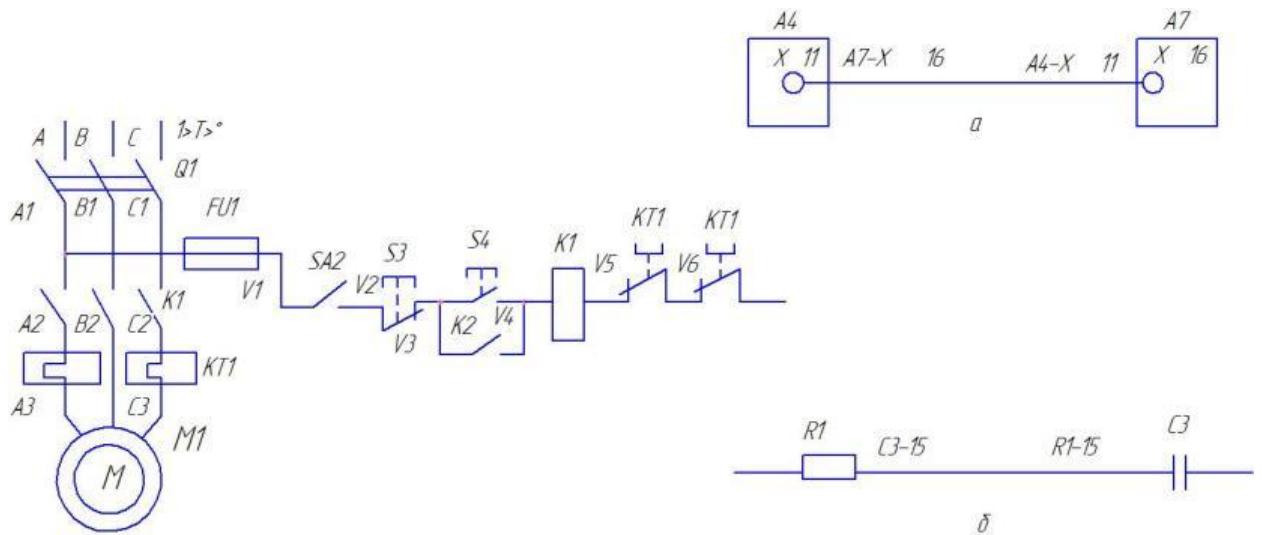 A4 A7
X 11 A7-X 16 A4-X 11 X 16
а
A B C 1>T>°
Q1
A1 B1 C1 FU1
V1 SA2 V2 S3 S4 K1 V5 KT1 V6 KT1
K1
A2 B2 C2 V3 K2 V4
KT1
A3 C3
M1
M
R1 C3-15 R1-15 C3
б